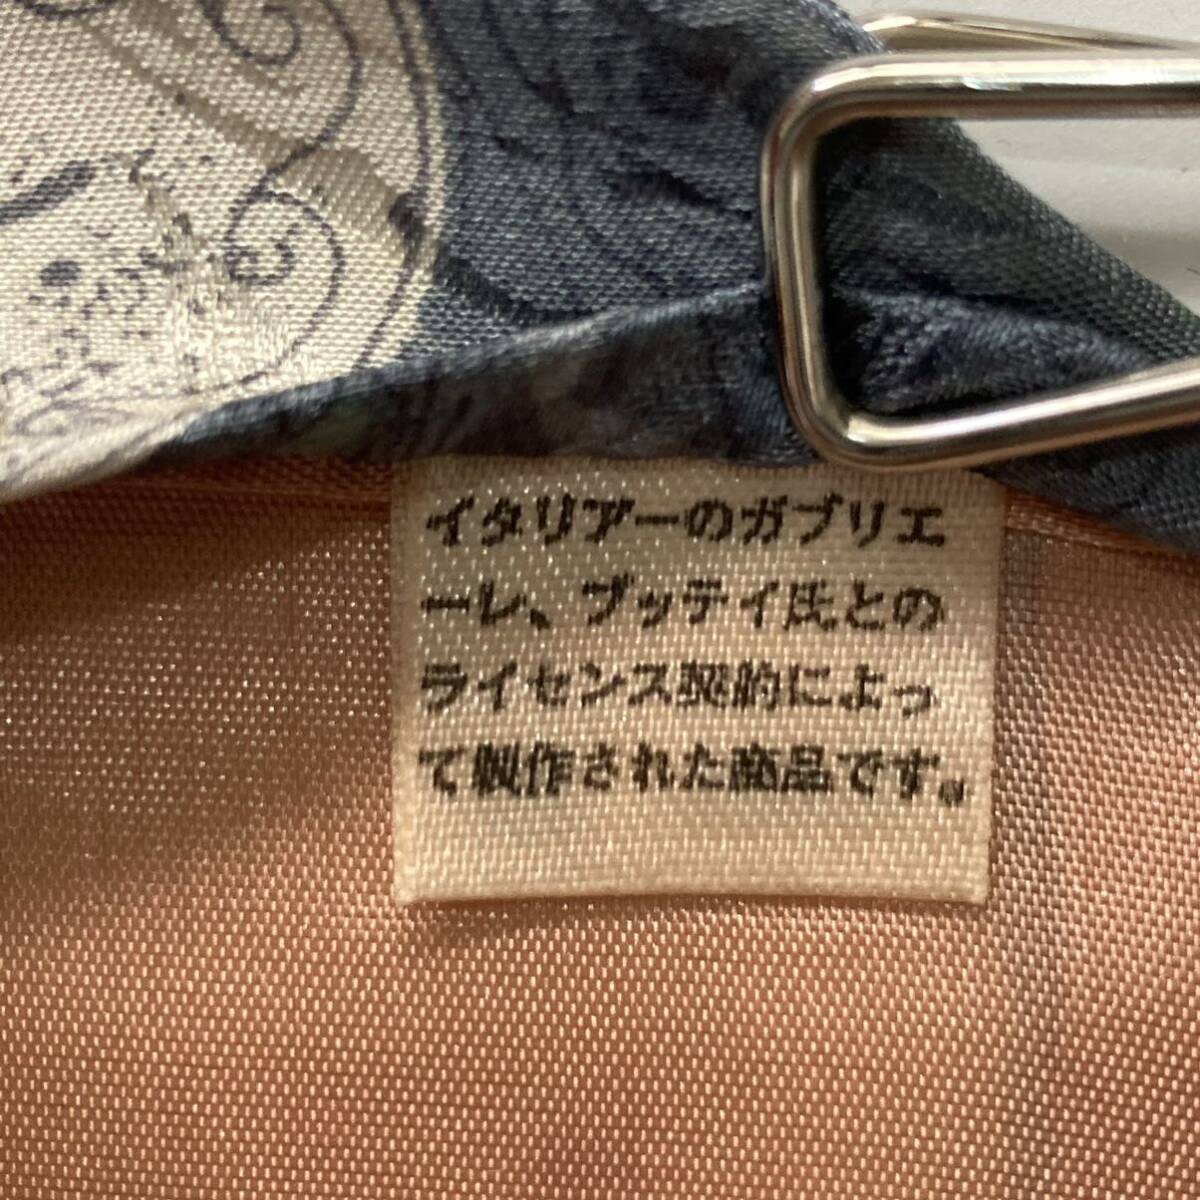 イタリアーのガブリエ
ーレ、ブッテイ氏との
ライセンス契約によっ
て製作された商品です。